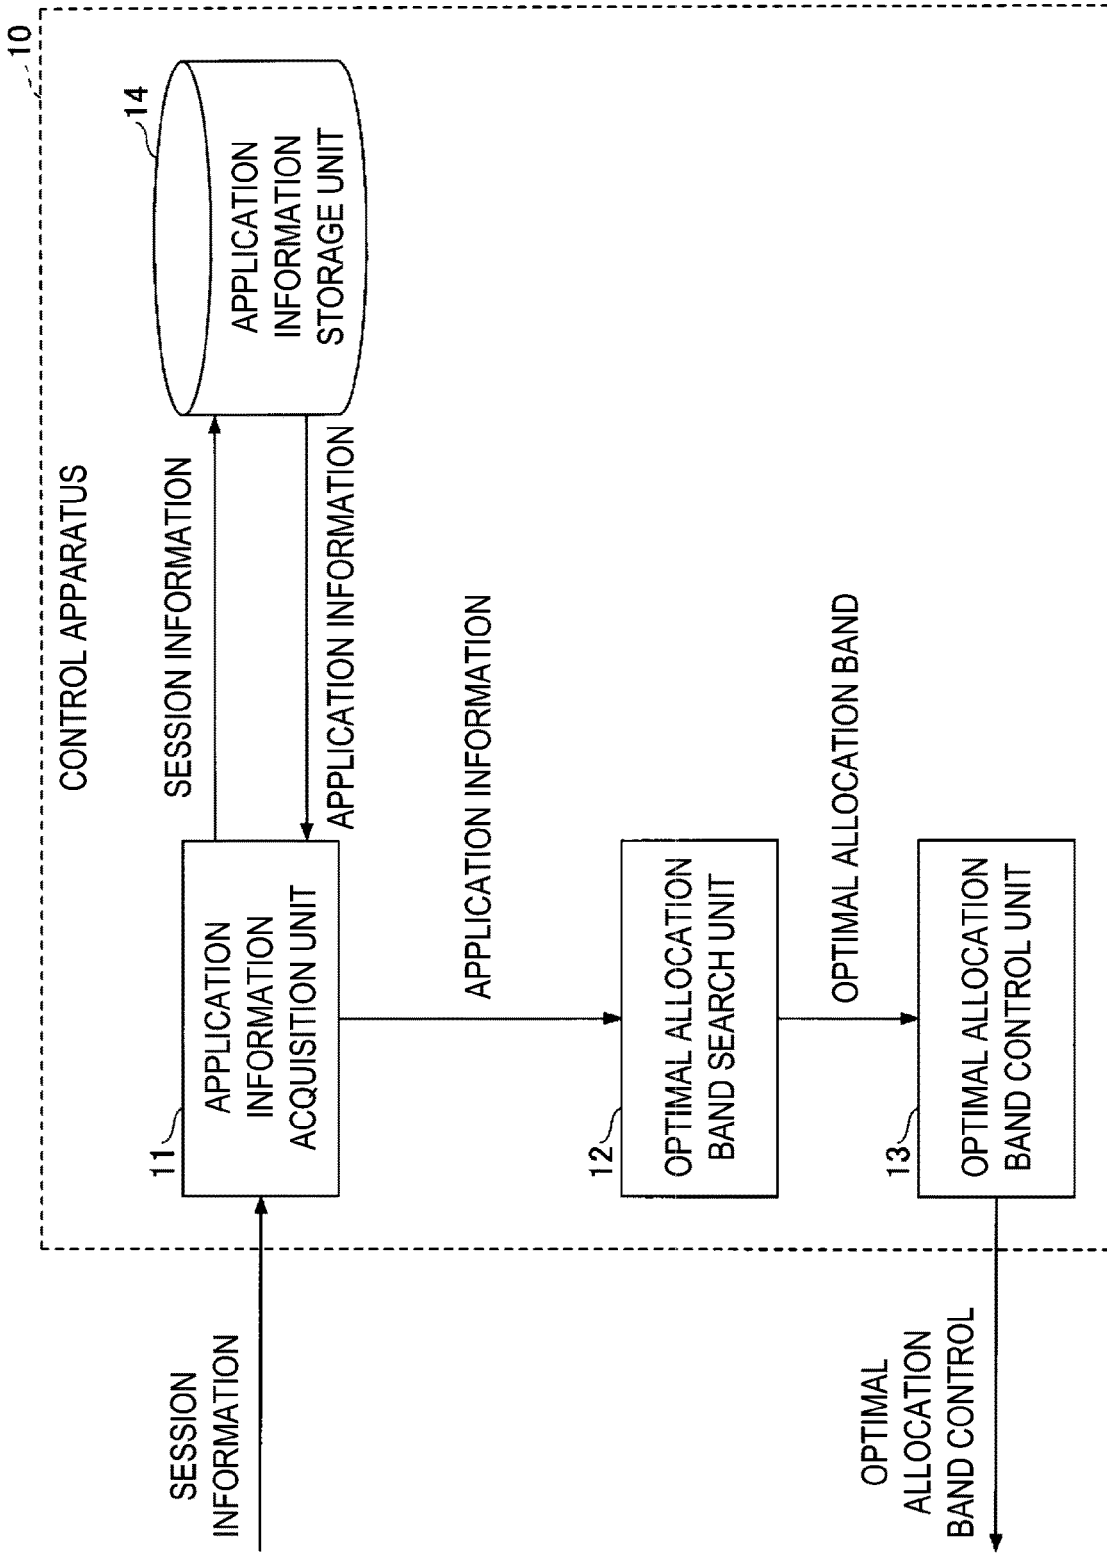 10
CONTROL APPARATUS
SESSION
INFORMATION
11
APPLICATION
INFORMATION
ACQUISITION UNIT
SESSION INFORMATION
APPLICATION INFORMATION
14
APPLICATION
INFORMATION
STORAGE UNIT
APPLICATION INFORMATION
12
OPTIMAL ALLOCATION
BAND SEARCH UNIT
OPTIMAL ALLOCATION BAND
13
OPTIMAL ALLOCATION
BAND CONTROL UNIT
OPTIMAL
ALLOCATION
BAND CONTROL